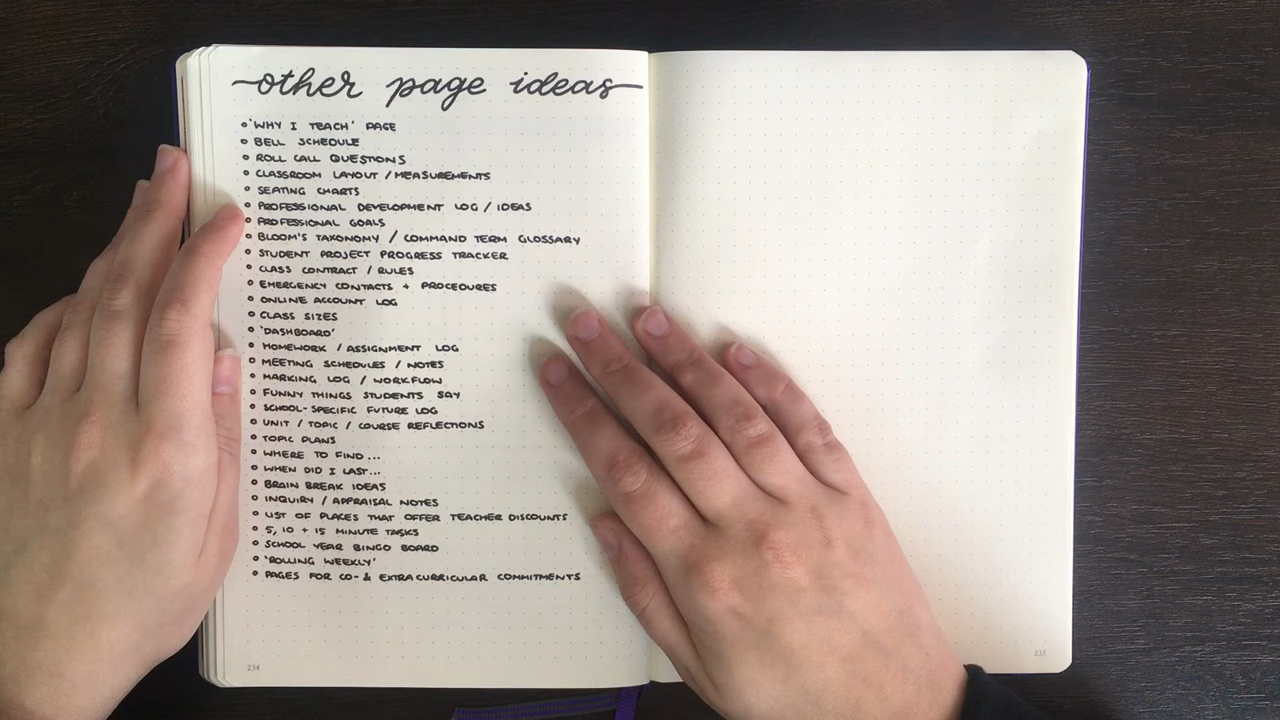 other page ideas
'WHY I TEACH' PAGE
BELL SCHEDULE
ROLL CALL QUESTIONS
CLASSROOM LAYOUT / MEASUREMENTS
SEATING CHARTS
PROFESSIONAL DEVELOPMENT LOG / IDEAS
PROFESSIONAL GOALS
BLOOM'S TAXONOMY / COMMAND TERM GLOSSARY
STUDENT PROJECT PROGRESS TRACKER
CLASS CONTRACT / RULES
EMERGENCY CONTACTS + PROCEDURES
ONLINE ACCOUNT LOG
CLASS SIZES
'DASHBOARD'
HOMEWORK / ASSIGNMENT LOG
MEETING SCHEDULES / NOTES
MARKING LOG / WORKFLOW
FUNNY THINGS STUDENTS SAY
SCHOOL-SPECIFIC FUTURE LOG
UNIT / TOPIC / COURSE REFLECTIONS
TOPIC PLANS
WHERE TO FIND...
WHEN DID I LAST...
BRAIN BREAK IDEAS
INQUIRY / APPRAISAL NOTES
LIST OF PLACES THAT OFFER TEACHER DISCOUNTS
5, 10 + 15 MINUTE TASKS
SCHOOL YEAR BINGO BOARD
'ROLLING WEEKLY'
PAGES FOR CO- & EXTRACURRICULAR COMMITMENTS
234
235